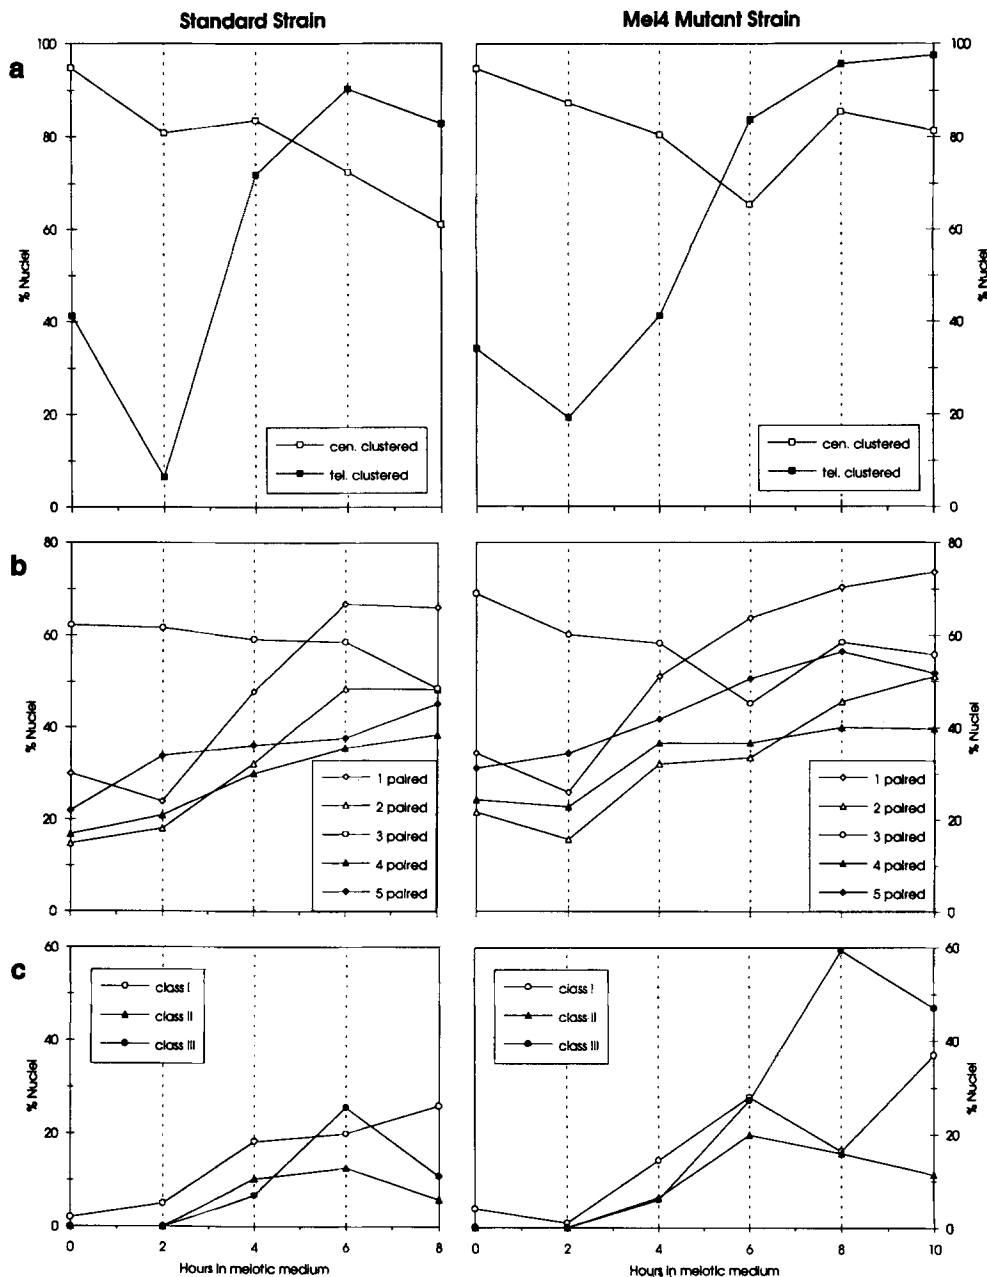 Standard Strain
Mei4 Mutant Strain
a
100
80
60
40
20
0
% Nuclei
cen. clustered
tel. clustered
cen. clustered
tel. clustered
100
80
60
40
20
0
% Nuclei
b
80
60
40
20
0
% Nuclei
1 paired
2 paired
3 paired
4 paired
5 paired
1 paired
2 paired
3 paired
4 paired
5 paired
80
60
40
20
0
% Nuclei
c
60
40
20
0
% Nuclei
class I
class II
class III
class I
class II
class III
60
40
20
0
% Nuclei
0 2 4 6 8
Hours in meiotic medium
0 2 4 6 8 10
Hours in meiotic medium